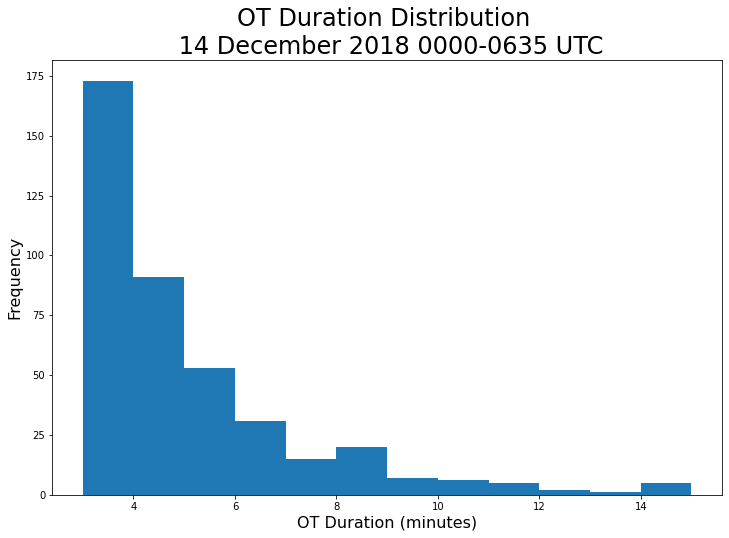 OT Duration Distribution
14 December 2018 0000-0635 UTC
175
150
125
100
75
50
25
0
Frequency
4 6 8 10 12 14
OT Duration (minutes)